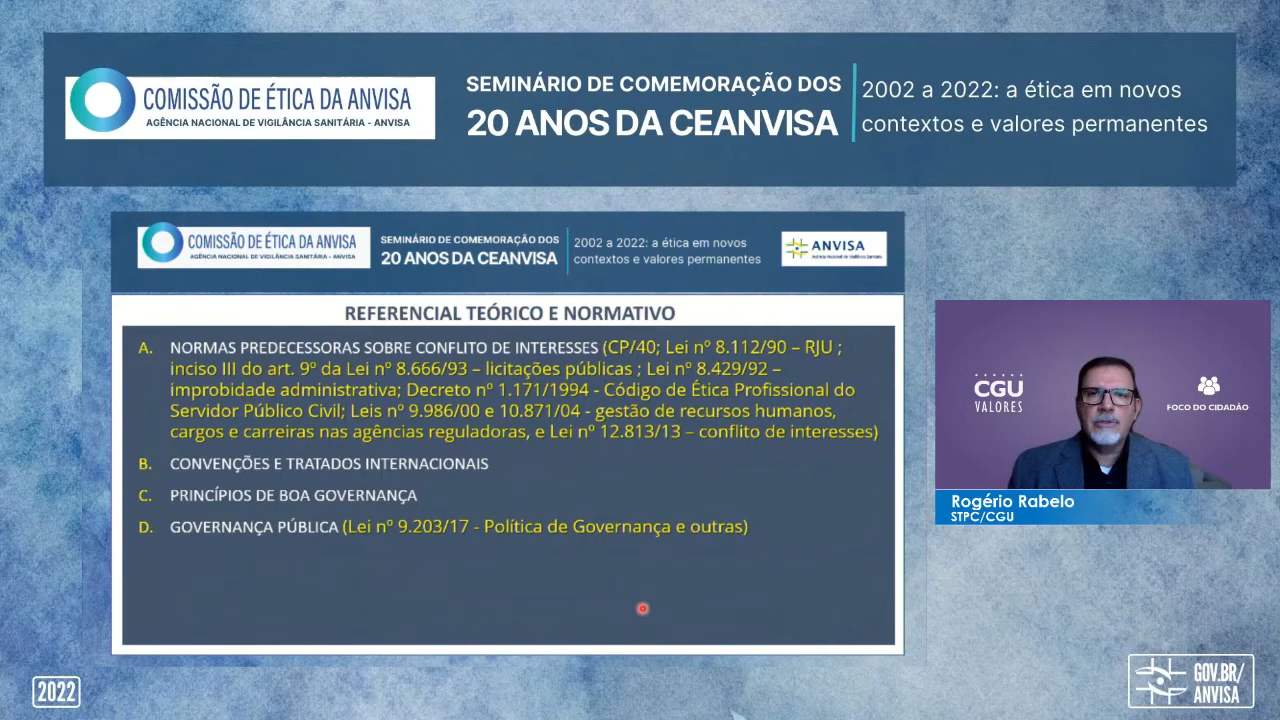 COMISSÃO DE ÉTICA DA ANVISA
AGÊNCIA NACIONAL DE VIGILÂNCIA SANITÁRIA - ANVISA
SEMINÁRIO DE COMEMORAÇÃO DOS
20 ANOS DA CEANVISA
2002 a 2022: a ética em novos
contextos e valores permanentes
COMISSÃO DE ÉTICA DA ANVISA
AGÊNCIA NACIONAL DE VIGILÂNCIA SANITÁRIA - ANVISA
SEMINÁRIO DE COMEMORAÇÃO DOS
20 ANOS DA CEANVISA
2002 a 2022: a ética em novos
contextos e valores permanentes
ANVISA
Agência Nacional de Vigilância Sanitária
REFERENCIAL TEÓRICO E NORMATIVO
A. NORMAS PREDECESSORAS SOBRE CONFLITO DE INTERESSES (CP/40; Lei nº 8.112/90 – RJU ;
inciso III do art. 9º da Lei nº 8.666/93 – licitações públicas ; Lei nº 8.429/92 –
improbidade administrativa; Decreto nº 1.171/1994 - Código de Ética Profissional do
Servidor Público Civil; Leis nº 9.986/00 e 10.871/04 - gestão de recursos humanos,
cargos e carreiras nas agências reguladoras, e Lei nº 12.813/13 – conflito de interesses)
B. CONVENÇÕES E TRATADOS INTERNACIONAIS
C. PRINCÍPIOS DE BOA GOVERNANÇA
D. GOVERNANÇA PÚBLICA (Lei nº 9.203/17 - Política de Governança e outras)
CGU
VALORES
FOCO DO CIDADÃO
Rogério Rabelo
STPC/CGU
2022
GOV.BR/
ANVISA